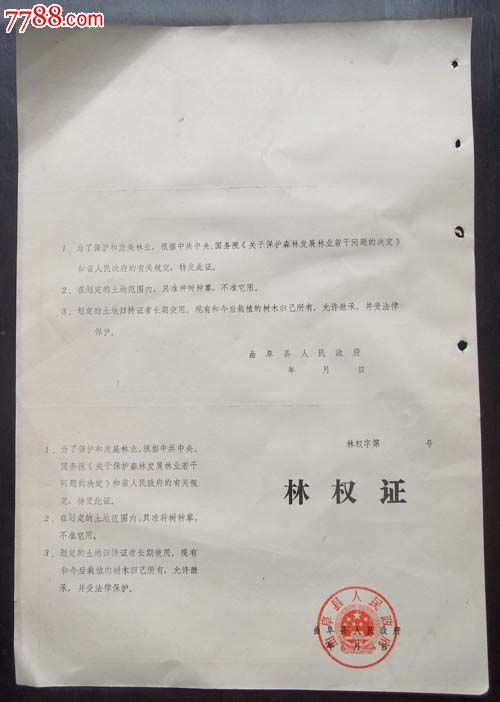 7788.com
1、为了保护和发展林业，根据中共中央、国务院《关于保护森林发展林业若干问题的决定》
和省人民政府的有关规定，特发此证。
2、在划定的土地范围内，只准种树种草，不准它用。
3、划定的土地归持证者长期使用，现有和今后栽植的树木归己所有，允许继承，并受法律
保护。
曲阜县人民政府
年 月 日
1、为了保护和发展林业，根据中共中央、
国务院《关于保护森林发展林业若干
问题的决定》和省人民政府的有关规
定，特发此证。
2、在划定的土地范围内，只准种树种草，
不准它用。
3、划定的土地归持证者长期使用，现有
和今后栽植的树木归己所有，允许继
承，并受法律保护。
林权字第 号
林权证
曲阜县人民政府
曲阜县人民政府
年 月 日